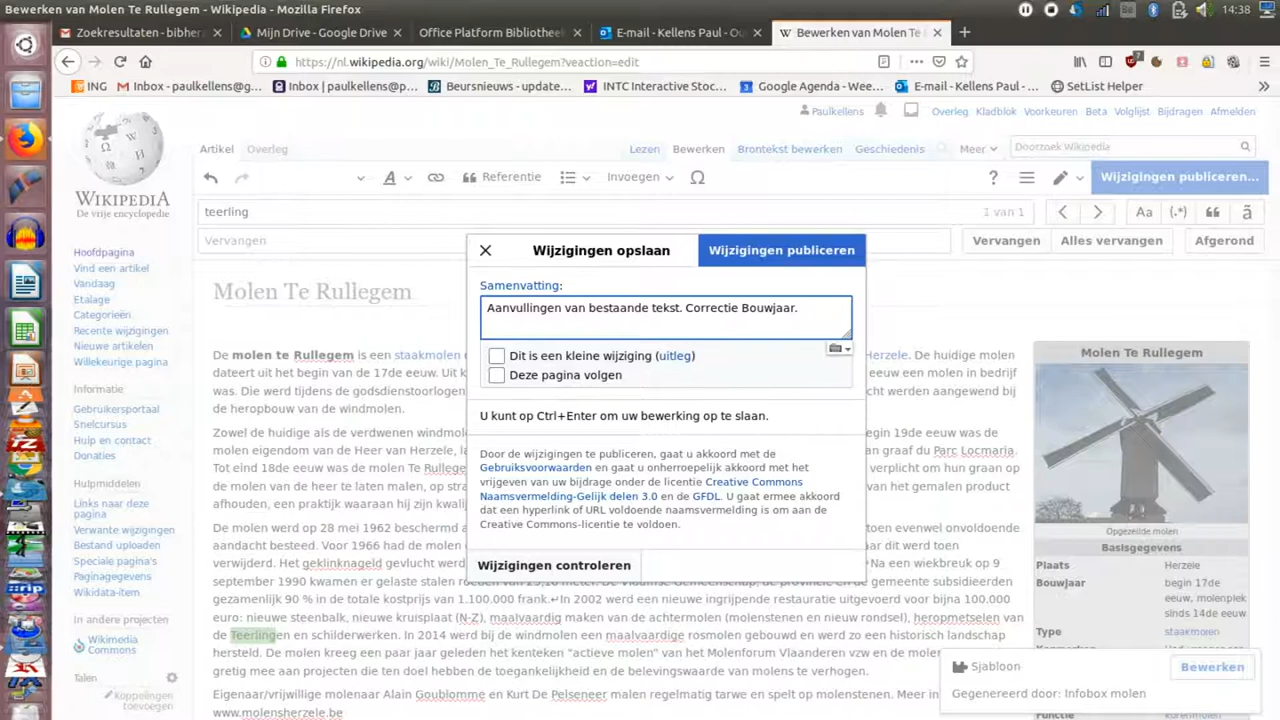 Bewerken van Molen Te Rullegem - Wikipedia - Mozilla Firefox
14:38
Zoekresultaten - bibher
Mijn Drive - Google Drive
Office Platform Bibliothee
E-mail - Kellens Paul - Ou
Bewerken van Molen Te R
https://nl.wikipedia.org/wiki/Molen_Te_Rullegem?veaction=edit
ING
Inbox - paulkellens@g...
Inbox | paulkellens@p...
Beursnieuws - update...
INTC Interactive Stoc...
Google Agenda - Wee...
E-mail - Kellens Paul - ...
SetList Helper
Paulkellens
Overleg
Kladblok
Voorkeuren
Beta
Volglijst
Bijdragen
Afmelden
Artikel
Overleg
Lezen
Bewerken
Brontekst bewerken
Geschiedenis
Meer
Doorzoek Wikipedia
WIKIPEDIA
De vrije encyclopedie
Referentie
Invoegen
Wijzigingen publiceren...
teerling
1 van 1
Aa
(.*)
ã
Vervangen
Vervangen
Alles vervangen
Afgerond
Hoofdpagina
Vind een artikel
Vandaag
Etalage
Categorieën
Recente wijzigingen
Nieuwe artikelen
Willekeurige pagina
Informatie
Gebruikersportaal
Snelcursus
Hulp en contact
Donaties
Hulpmiddelen
Links naar deze
pagina
Verwante wijzigingen
Bestand uploaden
Speciale pagina's
Paginagegevens
Wikidata-item
In andere projecten
Wikimedia
Commons
Talen
Koppelingen
toevoegen
Molen Te Rullegem
Wijzigingen opslaan
Wijzigingen publiceren
Samenvatting:
Aanvullingen van bestaande tekst. Correctie Bouwjaar.
Dit is een kleine wijziging (uitleg)
Deze pagina volgen
U kunt op Ctrl+Enter om uw bewerking op te slaan.
Door de wijzigingen te publiceren, gaat u akkoord met de
Gebruiksvoorwaarden en gaat u onherroepelijk akkoord met het
vrijgeven van uw bijdrage onder de licentie Creative Commons
Naamsvermelding-Gelijk delen 3.0 en de GFDL. U gaat ermee akkoord
dat een hyperlink of URL voldoende naamsvermelding is om aan de
Creative Commons-licentie te voldoen.
Wijzigingen controleren
De molen te Rullegem is een staakmolen Herzele. De huidige molen
dateert uit het begin van de 17de eeuw. Uit eeuw een molen in bedrijf
was. Die werd tijdens de godsdienstoorlogen werden aangewend bij
de heropbouw van de windmolen.
Zowel de huidige als de verdwenen windmole begin 19de eeuw was de
molen eigendom van de Heer van Herzele, van graaf du Parc Locmaria.
Tot eind 18de eeuw was de molen Te Rullege verplicht om hun graan op
de molen van de heer te laten malen, op stra van het gemalen product
afhouden, een praktijk waaraan hij zijn kwali
De molen werd op 28 mei 1962 beschermd a toen evenwel onvoldoende
aandacht besteed. Voor 1966 had de molen aar dit werd toen
verwijderd. Het geklinknageld gevlucht werd Na een wiekbreuk op 9
september 1990 kwamen er gelaste stalen roeden van 25,10 meter. De Vlaamse Gemeenschap, de provincie en de gemeente subsidieerden
gezamenlijk 90 % in de totale kostprijs van 1.100.000 frank.↵In 2002 werd een nieuwe ingrijpende restauratie uitgevoerd voor bijna 100.000
euro: nieuwe steenbalk, nieuwe kruisplaat (N-Z), maalvaardig maken van de achtermolen (molenstenen en nieuw rondsel), heropmetselen van
de Teerlingen en schilderwerken. In 2014 werd bij de windmolen een maalvaardige rosmolen gebouwd en werd zo een historisch landschap
hersteld. De molen kreeg een paar jaar geleden het kenteken "actieve molen" van het Molenforum Vlaanderen vzw en de molen
gretig mee aan projecten die ten doel hebben de toegankelijkheid en de belevingswaarde van molens te verhogen.
Eigenaar/vrijwillige molenaar Alain Goublomme en Kurt De Pelseneer malen regelmatig tarwe en spelt op molenstenen. Meer in
www.molensherzele.be
Molen Te Rullegem
Opgezeilde molen
Basisgegevens
Plaats Herzele
Bouwjaar begin 17de
eeuw, molenplek
sinds 14de eeuw
Type staakmolen
Sjabloon
Bewerken
Gegenereerd door: Infobox molen
Functie korenmolen